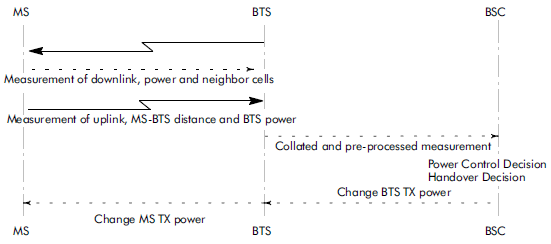 MS BTS BSC
Measurement of downlink, power and neighbor cells
Measurement of uplink, MS-BTS distance and BTS power
Collated and pre-processed measurement
Power Control Decision
Handover Decision
Change BTS TX power
Change MS TX power
MS BTS BSC